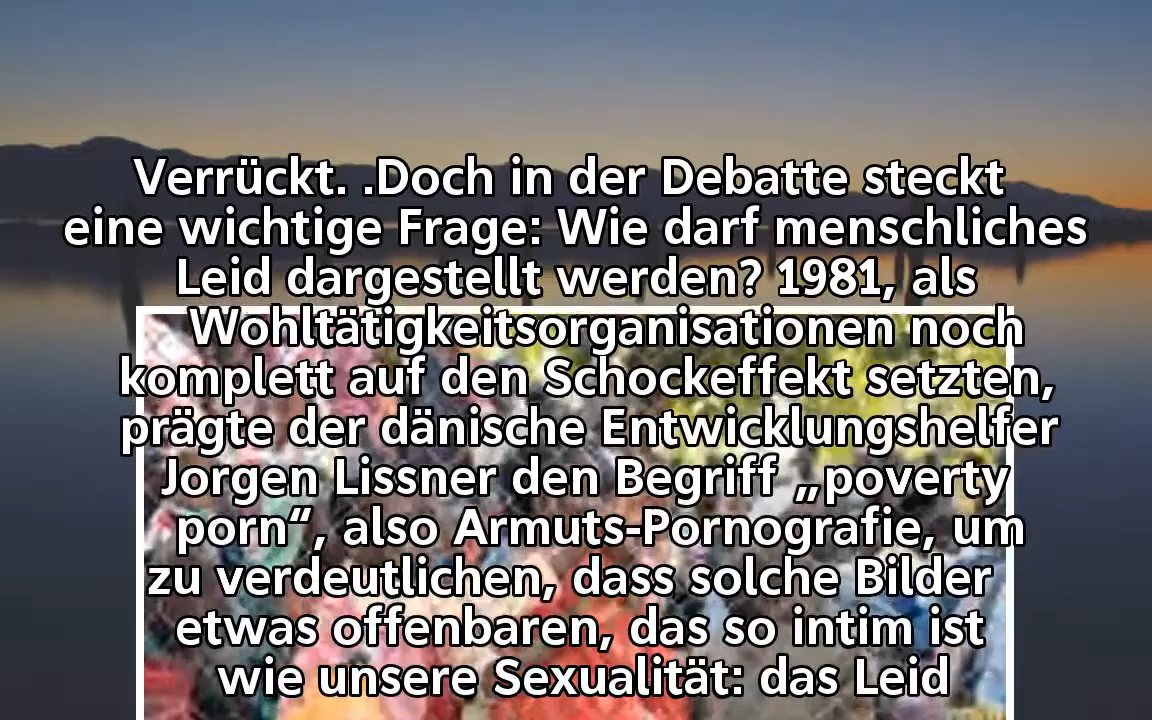 Verrückt. .Doch in der Debatte steckt
eine wichtige Frage: Wie darf menschliches
Leid dargestellt werden? 1981, als
Wohltätigkeitsorganisationen noch
komplett auf den Schockeffekt setzten,
prägte der dänische Entwicklungshelfer
Jorgen Lissner den Begriff „poverty
porn“, also Armuts-Pornografie, um
zu verdeutlichen, dass solche Bilder
etwas offenbaren, das so intim ist
wie unsere Sexualität: das Leid